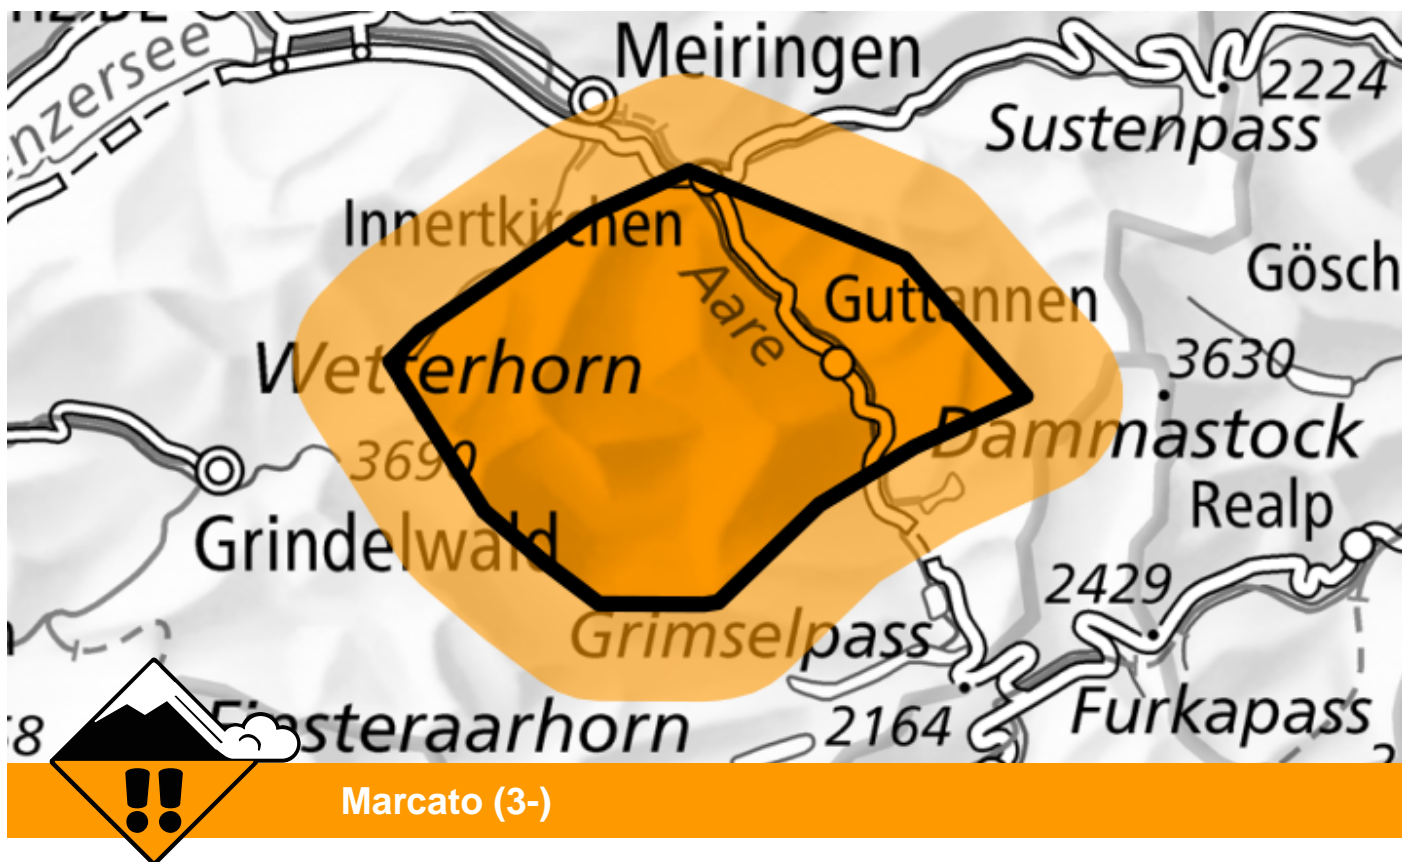 Meiringen
2224
Sustenpass
Innertkirchen
Gösch
Aare
Guttannen
Wetterhorn
3630
Dammastock
3690
Realp
Grindelwald
2429
Grimselpass
Finsteraarhorn
2164
Furkapass
Marcato (3-)